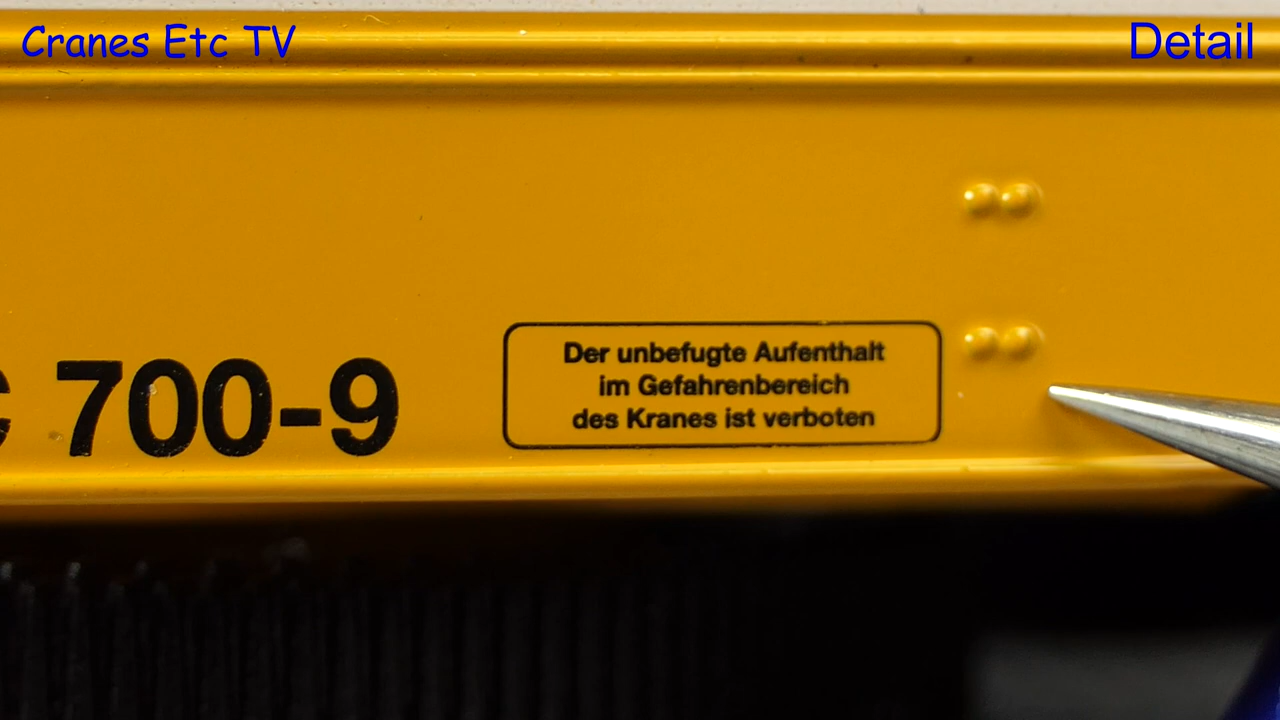 Cranes Etc TV
Detail
700-9
Der unbefugte Aufenthalt
im Gefahrenbereich
des Kranes ist verboten